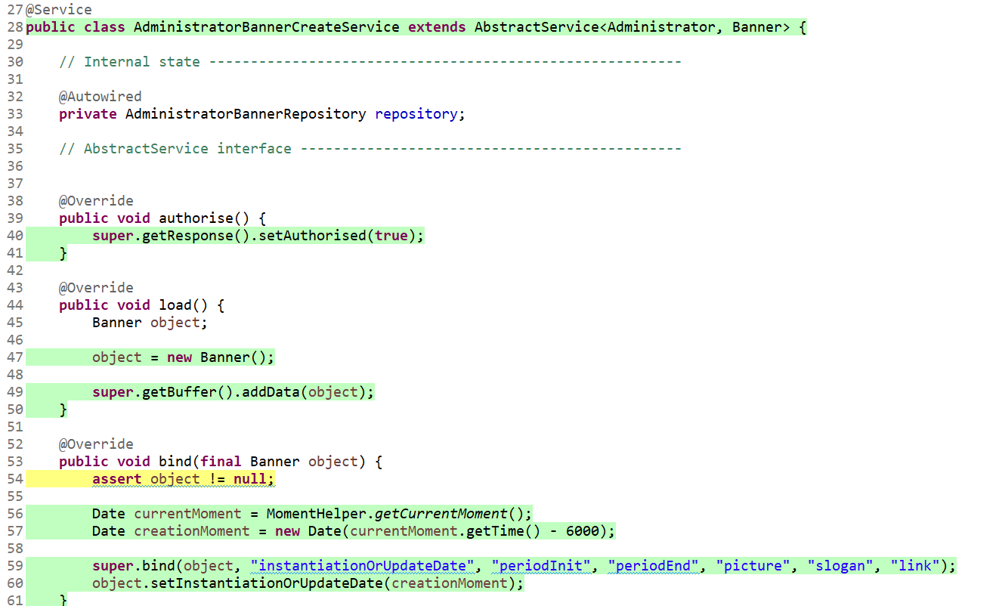 27@Service
28public class AdministratorBannerCreateService extends AbstractService<Administrator, Banner> {
29
30    // Internal state ---------------------------------------------------------
31
32    @Autowired
33    private AdministratorBannerRepository repository;
34
35    // AbstractService interface ----------------------------------------------
36
37
38    @Override
39    public void authorise() {
40        super.getResponse().setAuthorised(true);
41    }
42
43    @Override
44    public void load() {
45        Banner object;
46
47        object = new Banner();
48
49        super.getBuffer().addData(object);
50    }
51
52    @Override
53    public void bind(final Banner object) {
54        assert object != null;
55
56        Date currentMoment = MomentHelper.getCurrentMoment();
57        Date creationMoment = new Date(currentMoment.getTime() - 6000);
58
59        super.bind(object, "instantiationOrUpdateDate", "periodInit", "periodEnd", "picture", "slogan", "link");
60        object.setInstantiationOrUpdateDate(creationMoment);
61    }